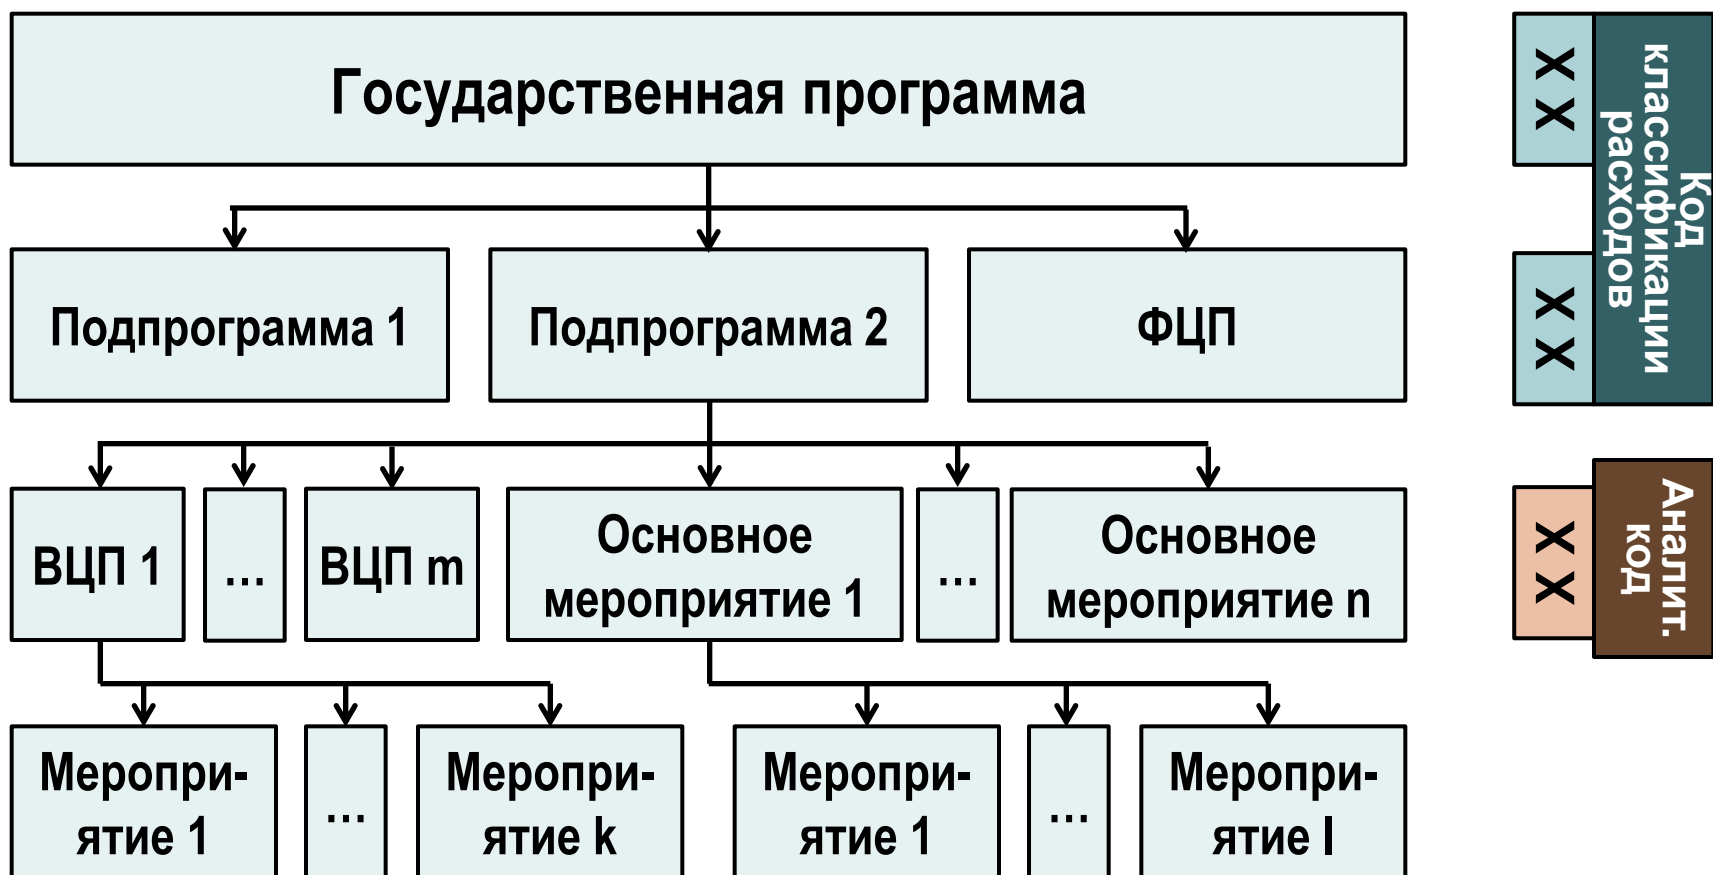 Государственная программа
Х Х
Код
классификации
расходов
Подпрограмма 1
Подпрограмма 2
ФЦП
Х Х
ВЦП 1
...
ВЦП m
Основное
мероприятие 1
...
Основное
мероприятие n
Х Х
Аналит.
код
Меропри-
ятие 1
...
Меропри-
ятие k
Меропри-
ятие 1
...
Меропри-
ятие l